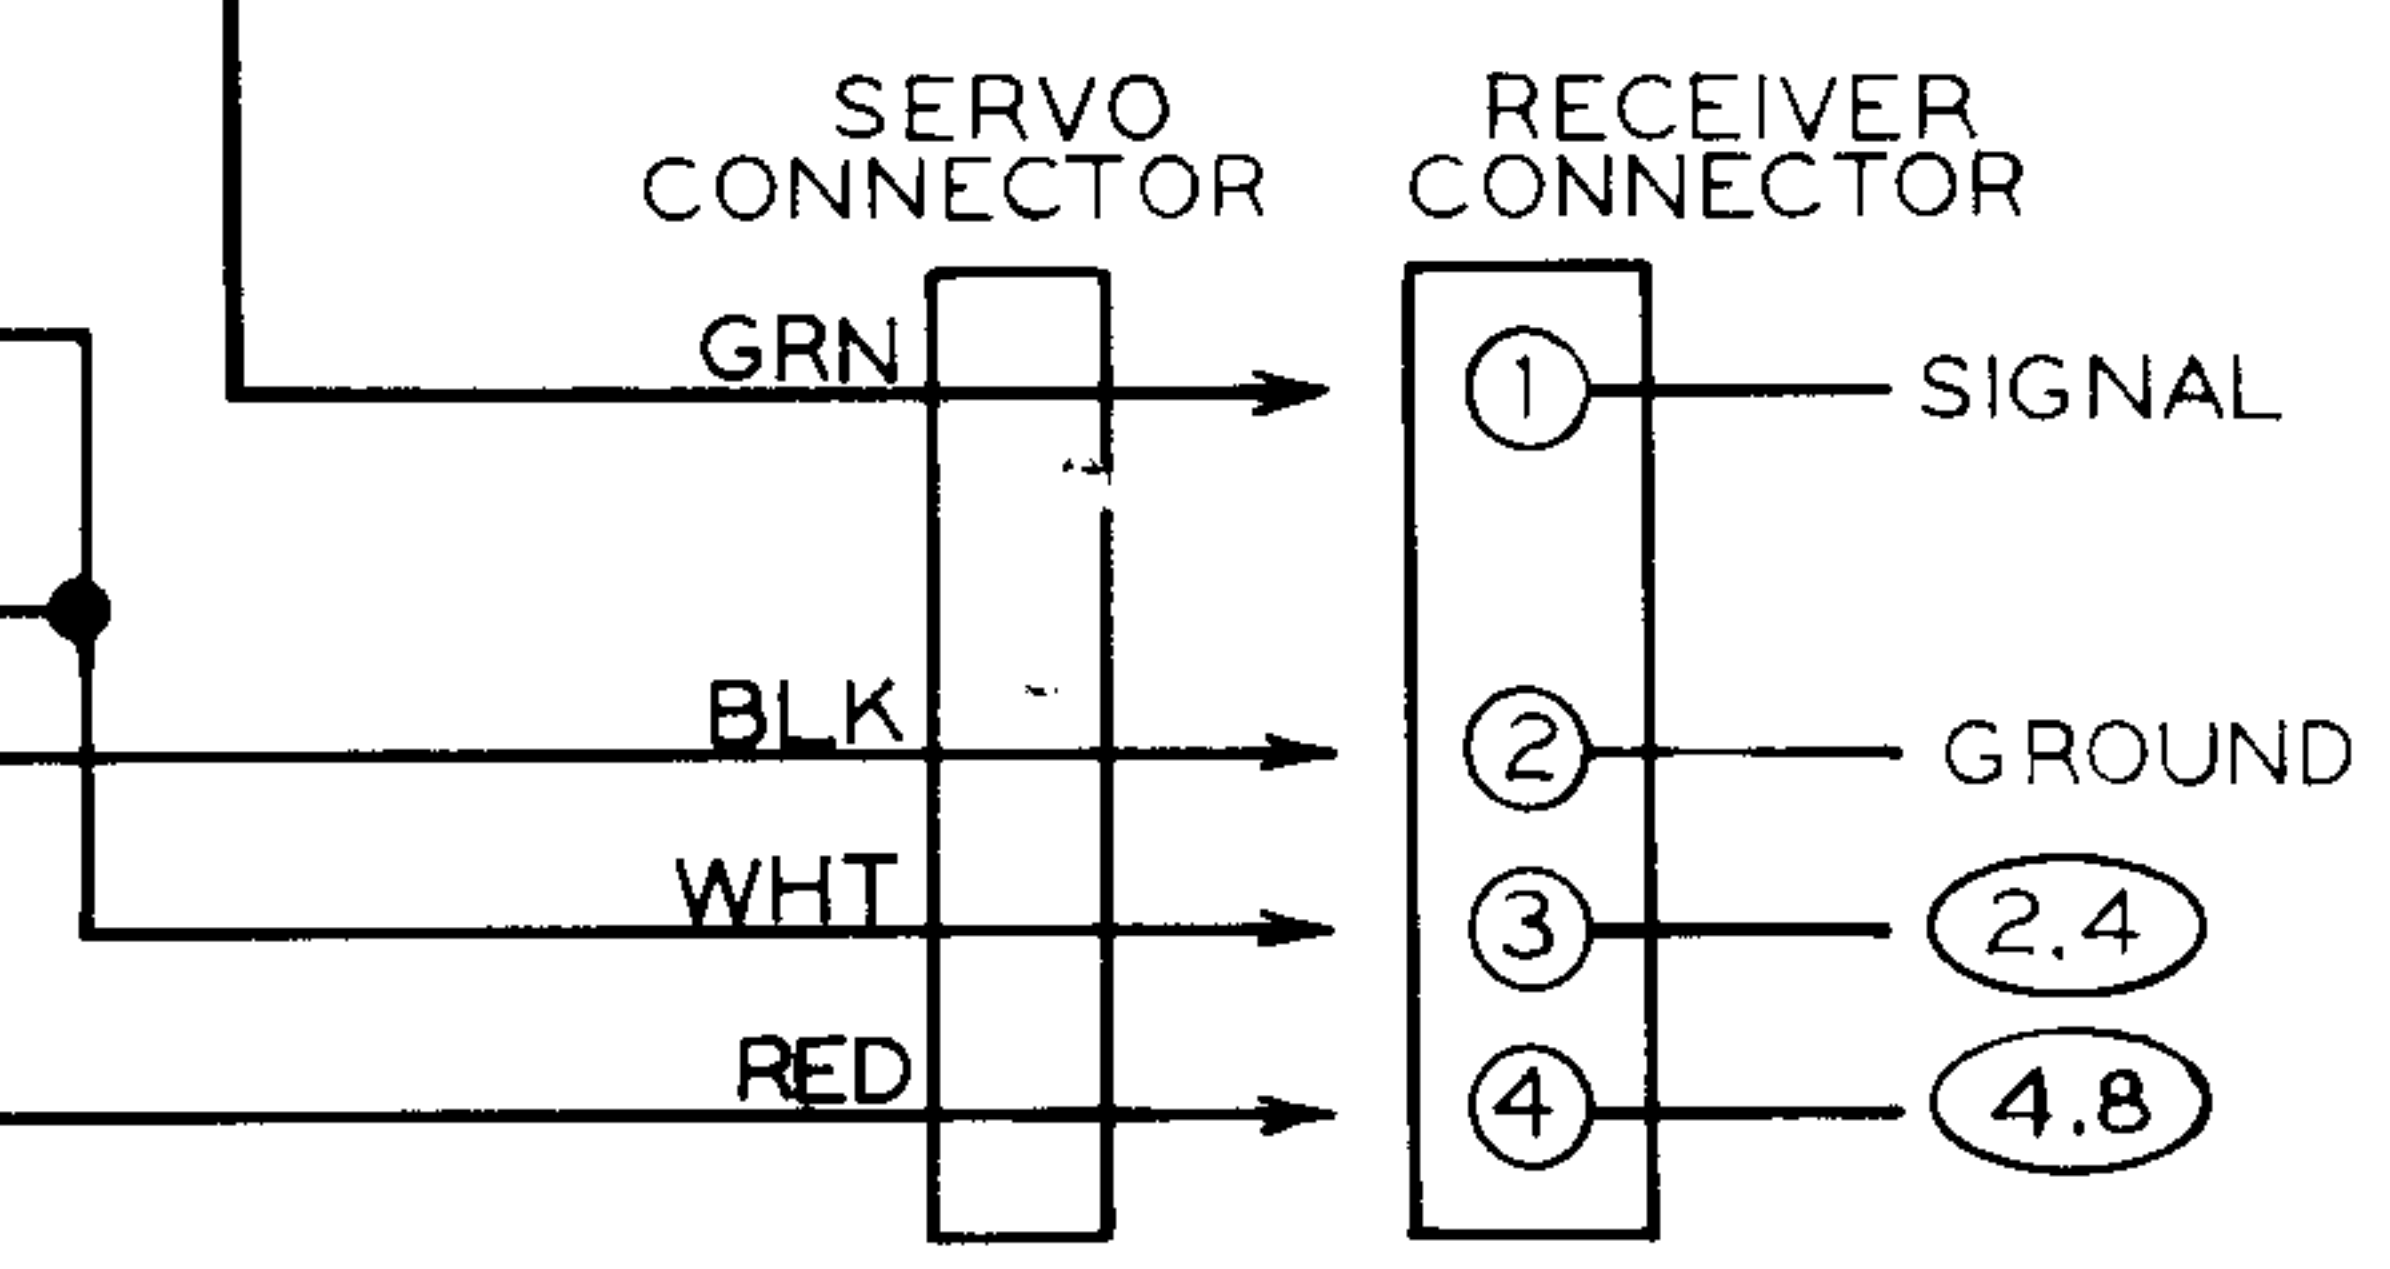 SERVO
CONNECTOR
RECEIVER
CONNECTOR
GRN
1
SIGNAL
BLK
2
GROUND
WHT
3
2.4
RED
4
4.8